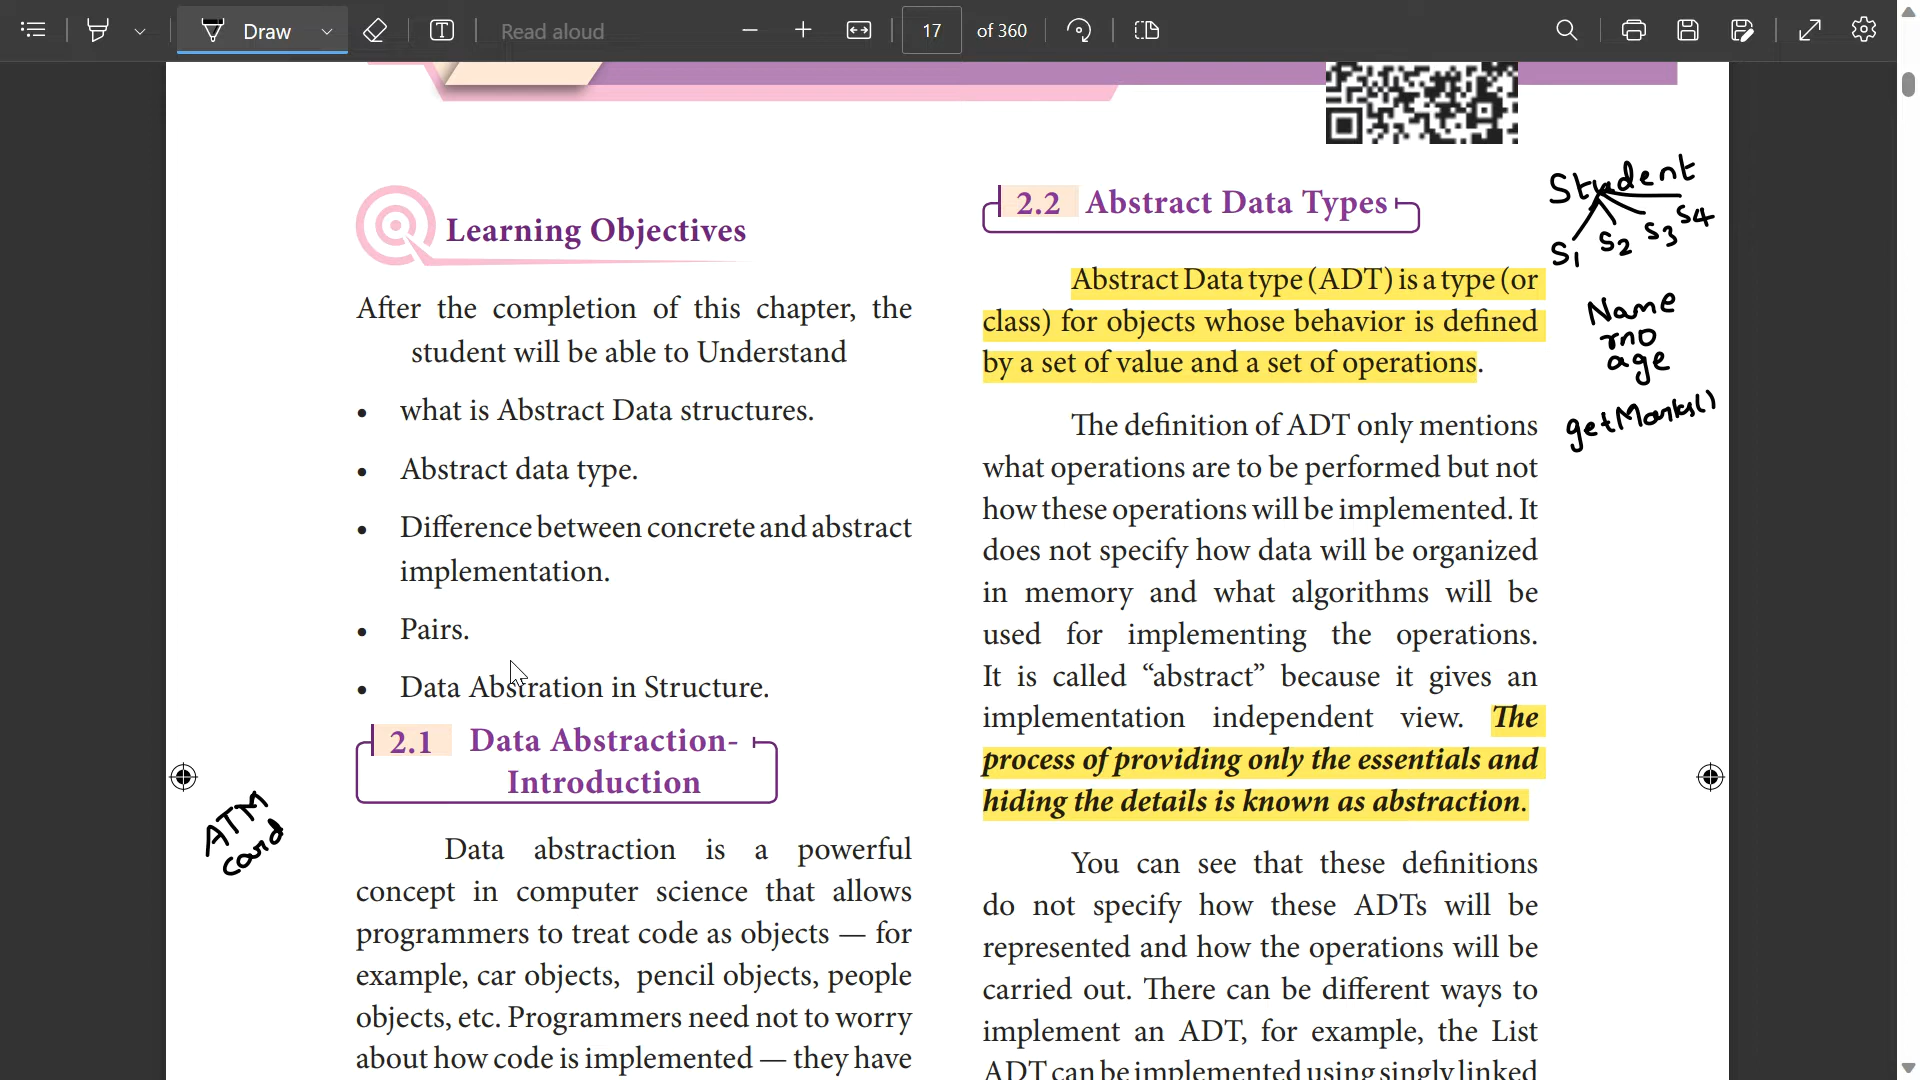 Draw
Read aloud
17
of 360
Learning Objectives
After the completion of this chapter, the
student will be able to Understand
• what is Abstract Data structures.
• Abstract data type.
• Difference between concrete and abstract
implementation.
• Pairs.
• Data Abstration in Structure.
2.1 Data Abstraction-
Introduction
ATM
card
Data abstraction is a powerful
concept in computer science that allows
programmers to treat code as objects — for
example, car objects, pencil objects, people
objects, etc. Programmers need not to worry
about how code is implemented — they have
2.2 Abstract Data Types
Abstract Data type (ADT) is a type (or
class) for objects whose behavior is defined
by a set of value and a set of operations.
The definition of ADT only mentions
what operations are to be performed but not
how these operations will be implemented. It
does not specify how data will be organized
in memory and what algorithms will be
used for implementing the operations.
It is called “abstract” because it gives an
implementation independent view. The
process of providing only the essentials and
hiding the details is known as abstraction.
You can see that these definitions
do not specify how these ADTs will be
represented and how the operations will be
carried out. There can be different ways to
implement an ADT, for example, the List
ADT can be implemented using singly linked
Student
S1 S2 S3 S4
Name
rno
age
getMarks()